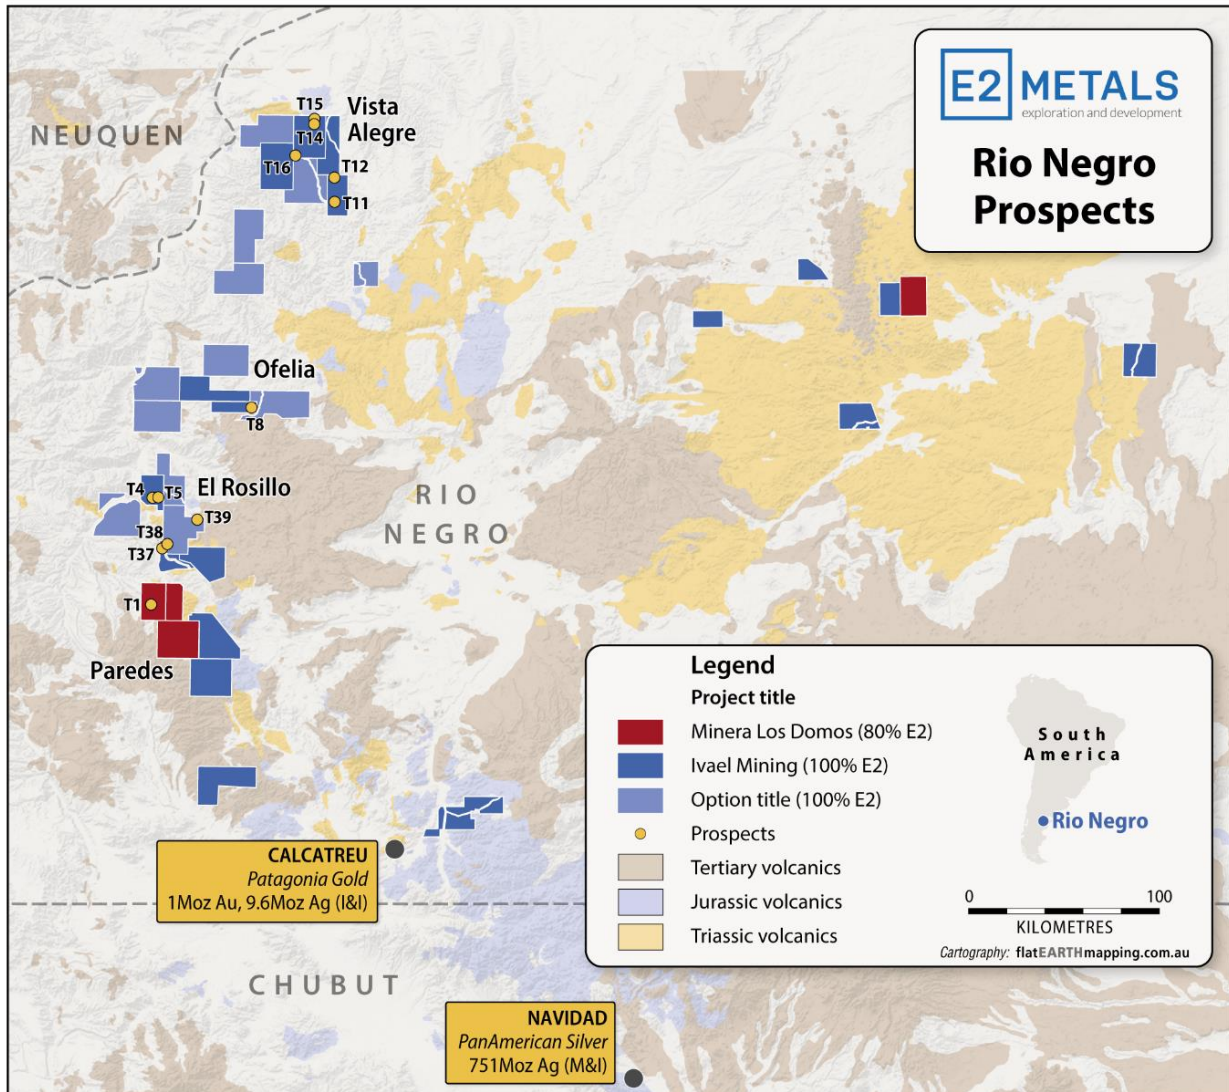 E2 METALS
exploration and development
Rio Negro
Prospects
NEUQUEN
T15
T14
Vista
Alegre
T16
T12
T11
Ofelia
T8
T4
T5
El Rosillo
T39
T38
T37
RIO
NEGRO
T1
Paredes
CALCATREU
Patagonia Gold
1Moz Au, 9.6Moz Ag (I&I)
CHUBUT
NAVIDAD
PanAmerican Silver
751Moz Ag (M&I)
Legend
Project title
Minera Los Domos (80% E2)
Ivael Mining (100% E2)
Option title (100% E2)
Prospects
Tertiary volcanics
Jurassic volcanics
Triassic volcanics
South
America
Rio Negro
0 100
KILOMETRES
Cartography: flatEARTHmapping.com.au